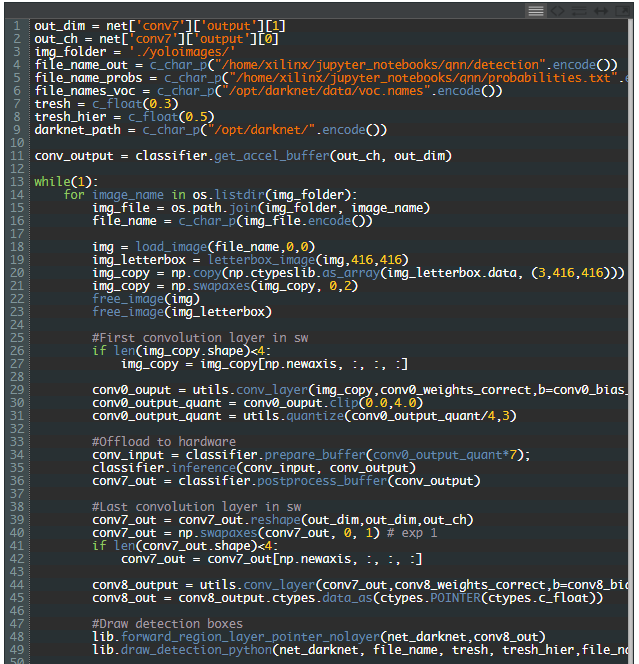 1 out_dim = net['conv7']['output'][1]
2 out_ch = net['conv7']['output'][0]
3 img_folder = './yoloimages/'
4 file_name_out = c_char_p("/home/xilinx/jupyter_notebooks/qnn/detection".encode())
5 file_name_probs = c_char_p("/home/xilinx/jupyter_notebooks/qnn/probabilities.txt".e
6 file_names_voc = c_char_p("/opt/darknet/data/voc.names".encode())
7 tresh = c_float(0.3)
8 tresh_hier = c_float(0.5)
9 darknet_path = c_char_p("/opt/darknet/".encode())
10
11 conv_output = classifier.get_accel_buffer(out_ch, out_dim)
12
13 while(1):
14     for image_name in os.listdir(img_folder):
15         img_file = os.path.join(img_folder, image_name)
16         file_name = c_char_p(img_file.encode())
17
18         img = load_image(file_name,0,0)
19         img_letterbox = letterbox_image(img,416,416)
20         img_copy = np.copy(np.ctypeslib.as_array(img_letterbox.data, (3,416,416)))
21         img_copy = np.swapaxes(img_copy, 0,2)
22         free_image(img)
23         free_image(img_letterbox)
24
25         #First convolution layer in sw
26         if len(img_copy.shape)<4:
27             img_copy = img_copy[np.newaxis, :, :, :]
28
29         conv0_ouput = utils.conv_layer(img_copy,conv0_weights_correct,b=conv0_bias_
30         conv0_output_quant = conv0_ouput.clip(0.0,4.0)
31         conv0_output_quant = utils.quantize(conv0_output_quant/4,3)
32
33         #Offload to hardware
34         conv_input = classifier.prepare_buffer(conv0_output_quant*7);
35         classifier.inference(conv_input, conv_output)
36         conv7_out = classifier.postprocess_buffer(conv_output)
37
38         #Last convolution layer in sw
39         conv7_out = conv7_out.reshape(out_dim,out_dim,out_ch)
40         conv7_out = np.swapaxes(conv7_out, 0, 1) # exp 1
41         if len(conv7_out.shape)<4:
42             conv7_out = conv7_out[np.newaxis, :, :, :]
43
44         conv8_output = utils.conv_layer(conv7_out,conv8_weights_correct,b=conv8_bia
45         conv8_out = conv8_output.ctypes.data_as(ctypes.POINTER(ctypes.c_float))
46
47         #Draw detection boxes
48         lib.forward_region_layer_pointer_nolayer(net_darknet,conv8_out)
49         lib.draw_detection_python(net_darknet, file_name, tresh, tresh_hier,file_na
50